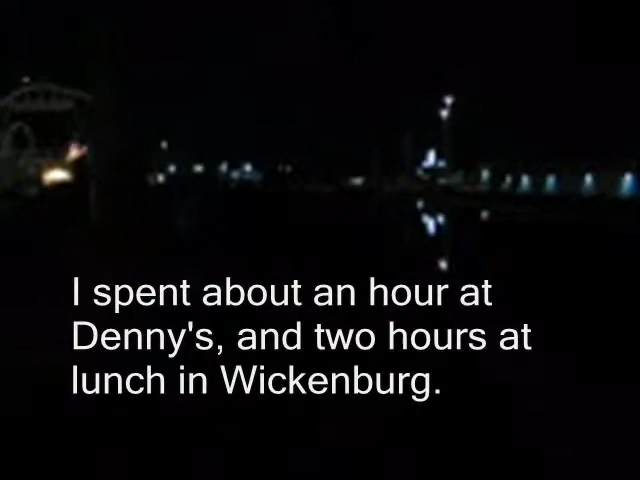 I spent about an hour at
Denny's, and two hours at
lunch in Wickenburg.